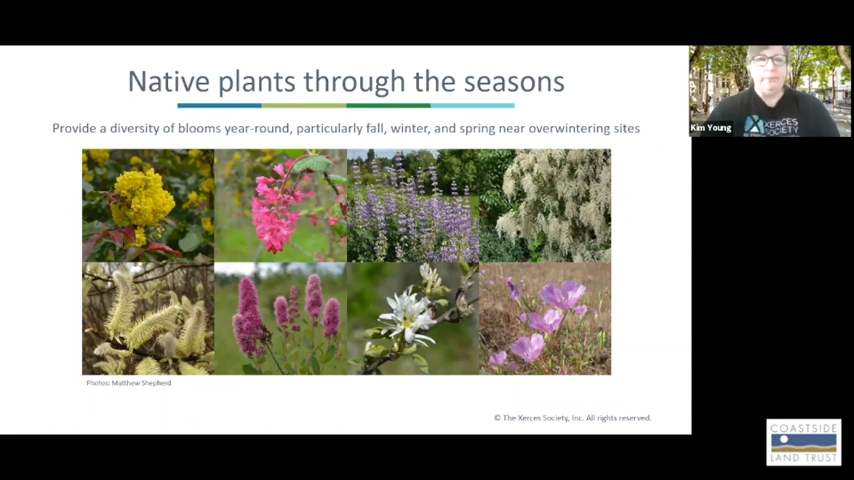 Native plants through the seasons
Provide a diversity of blooms year-round, particularly fall, winter, and spring near overwintering sites
Photos: Matthew Shepherd
© The Xerces Society, Inc. All rights reserved.
Kim Young
XERCES
SOCIETY
COASTSIDE
LAND TRUST